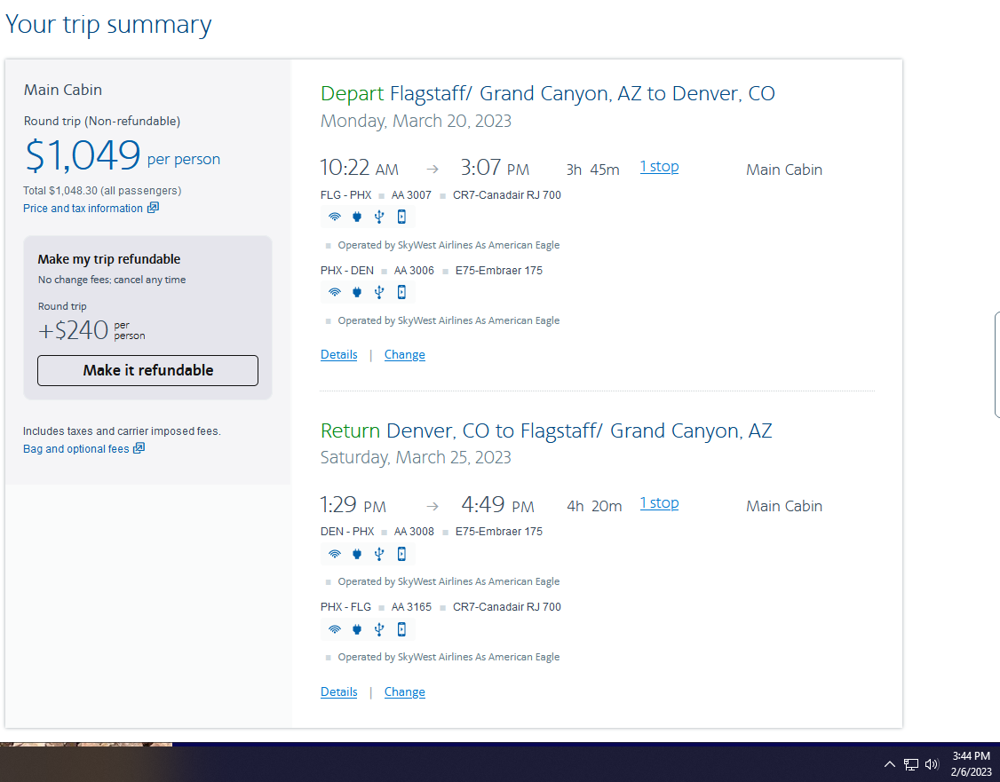 Your trip summary
Main Cabin
Round trip (Non-refundable)
$1,049 per person
Total $1,048.30 (all passengers)
Price and tax information
Make my trip refundable
No change fees; cancel any time
Round trip
+$240 per person
Make it refundable
Includes taxes and carrier imposed fees.
Bag and optional fees
Depart Flagstaff/ Grand Canyon, AZ to Denver, CO
Monday, March 20, 2023
10:22 AM → 3:07 PM 3h 45m 1 stop Main Cabin
FLG - PHX ■ AA 3007 ■ CR7-Canadair RJ 700
■ Operated by SkyWest Airlines As American Eagle
PHX - DEN ■ AA 3006 ■ E75-Embraer 175
■ Operated by SkyWest Airlines As American Eagle
Details | Change
Return Denver, CO to Flagstaff/ Grand Canyon, AZ
Saturday, March 25, 2023
1:29 PM → 4:49 PM 4h 20m 1 stop Main Cabin
DEN - PHX ■ AA 3008 ■ E75-Embraer 175
■ Operated by SkyWest Airlines As American Eagle
PHX - FLG ■ AA 3165 ■ CR7-Canadair RJ 700
■ Operated by SkyWest Airlines As American Eagle
Details | Change
3:44 PM
2/6/2023